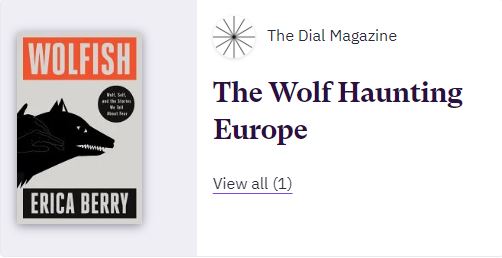 WOLFISH
Wolf, Self,
and the Stories
We Tell
About Fear
ERICA BERRY
The Dial Magazine
The Wolf Haunting
Europe
View all (1)